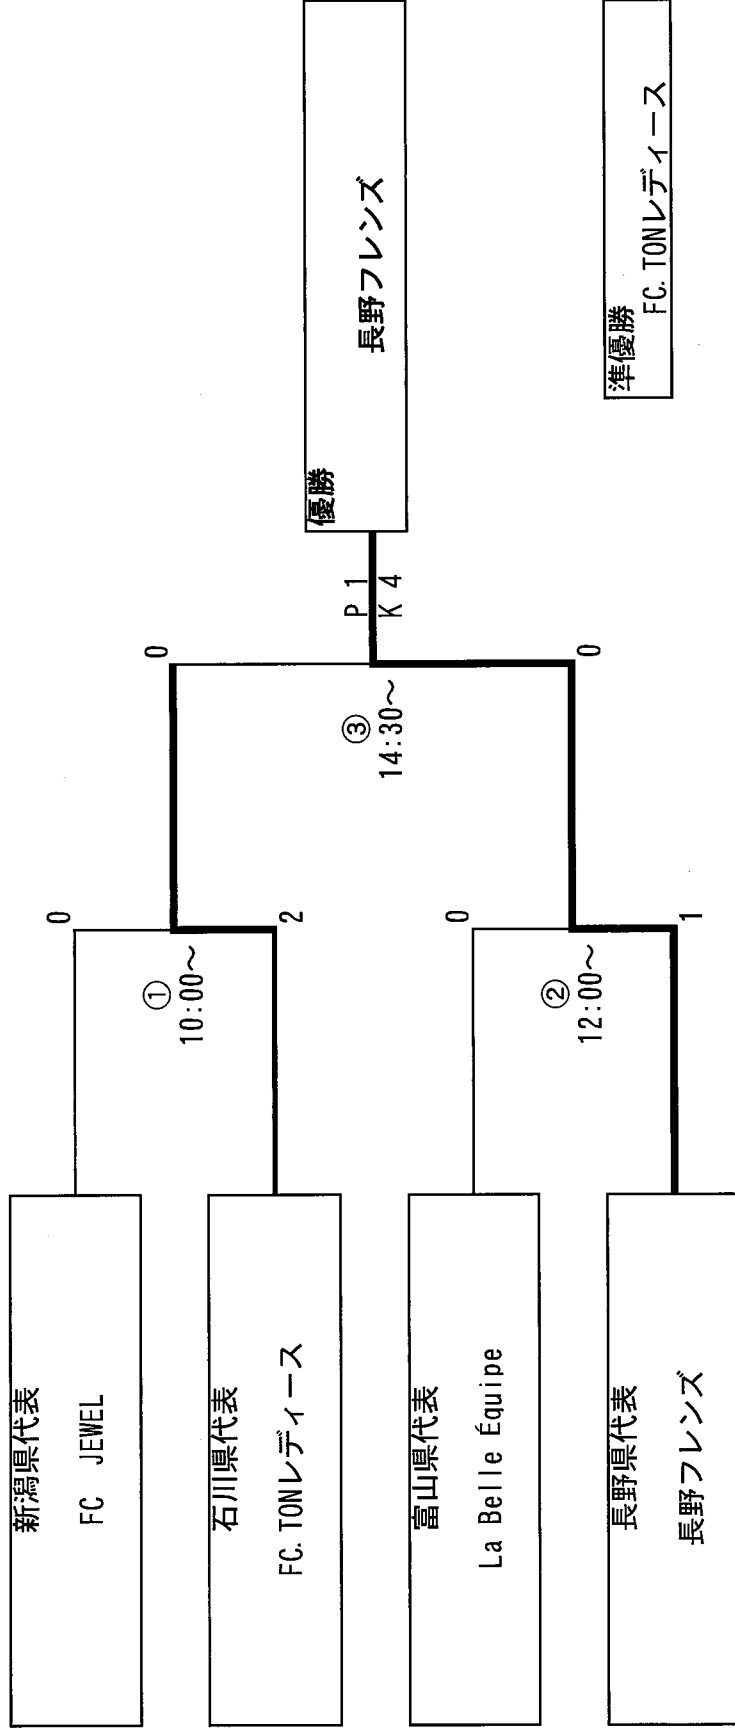 新潟県代表
FC JEWEL
石川県代表
FC.TONレディース
富山県代表
La Belle Équipe
長野県代表
長野フレンズ
0
①
10:00～
2
0
②
12:00～
1
0
③
14:30～
0
P 1
K 4
優勝
長野フレンズ
準優勝
FC.TONレディース